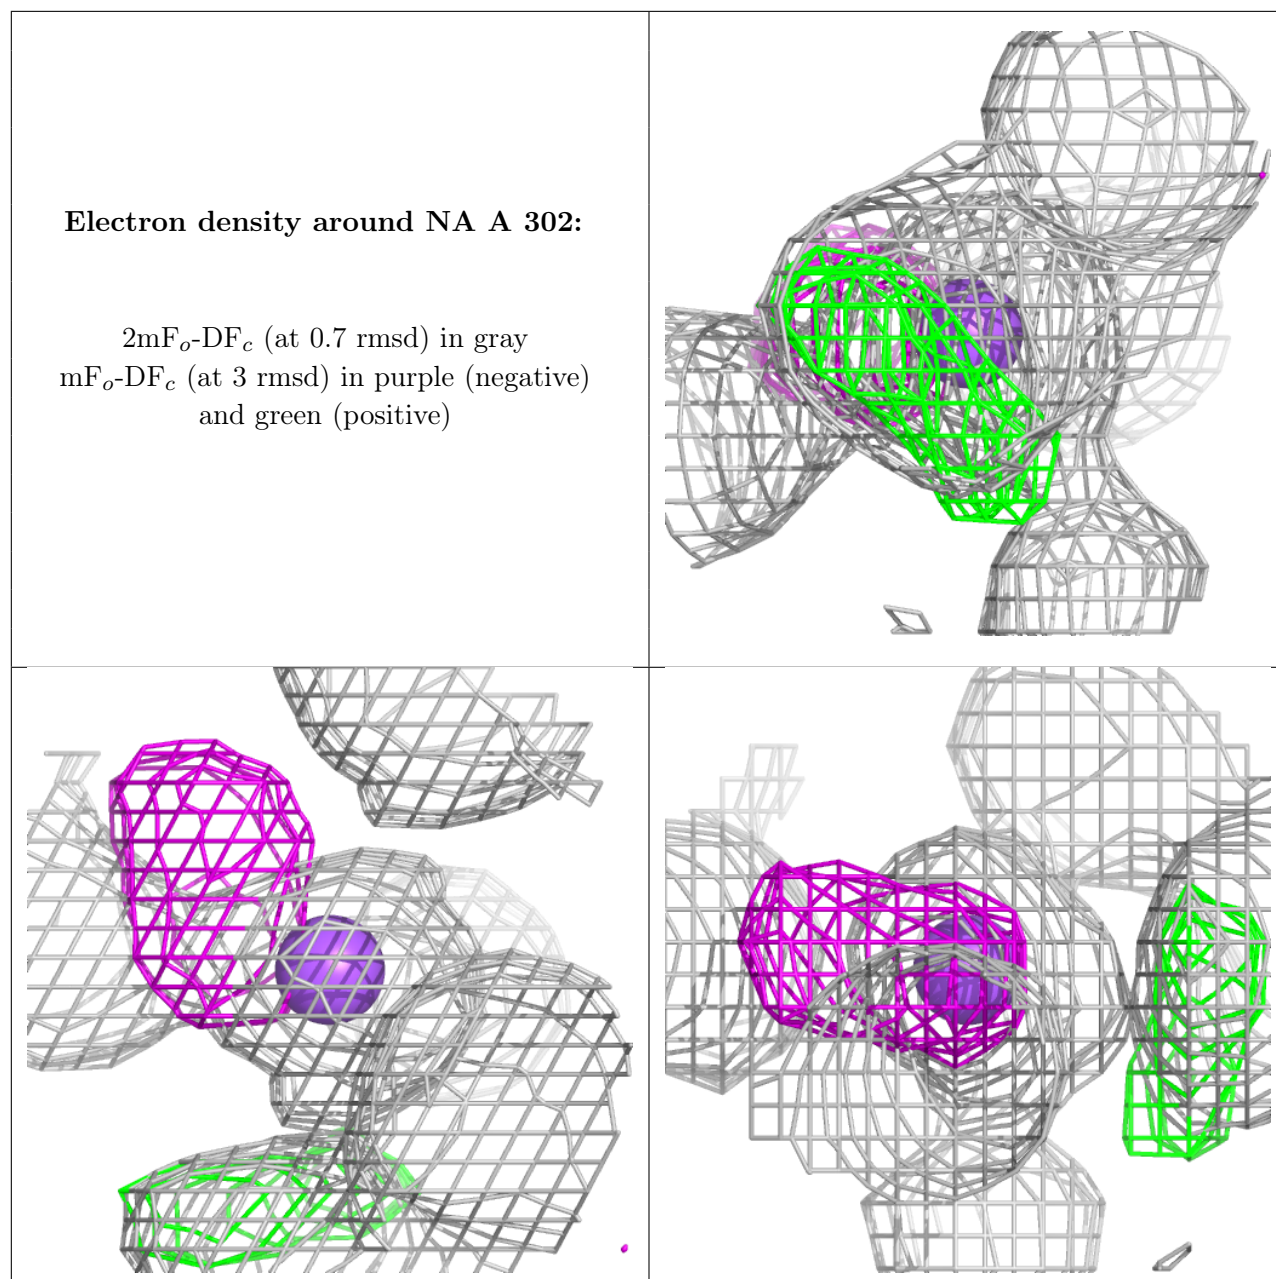 Electron density around NA A 302:
2mFo-DFc (at 0.7 rmsd) in gray
mFo-DFc (at 3 rmsd) in purple (negative)
and green (positive)